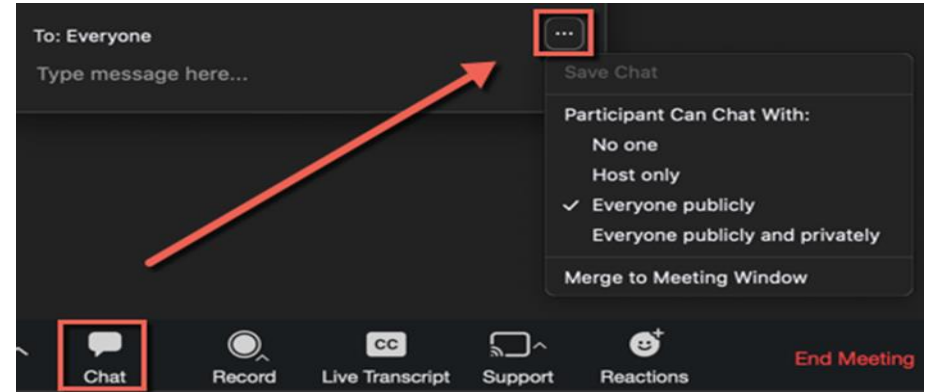 To: Everyone
...
Type message here...
Save Chat
Participant Can Chat With:
No one
Host only
✓ Everyone publicly
Everyone publicly and privately
Merge to Meeting Window
CC
Chat
Record
Live Transcript
Support
Reactions
End Meeting